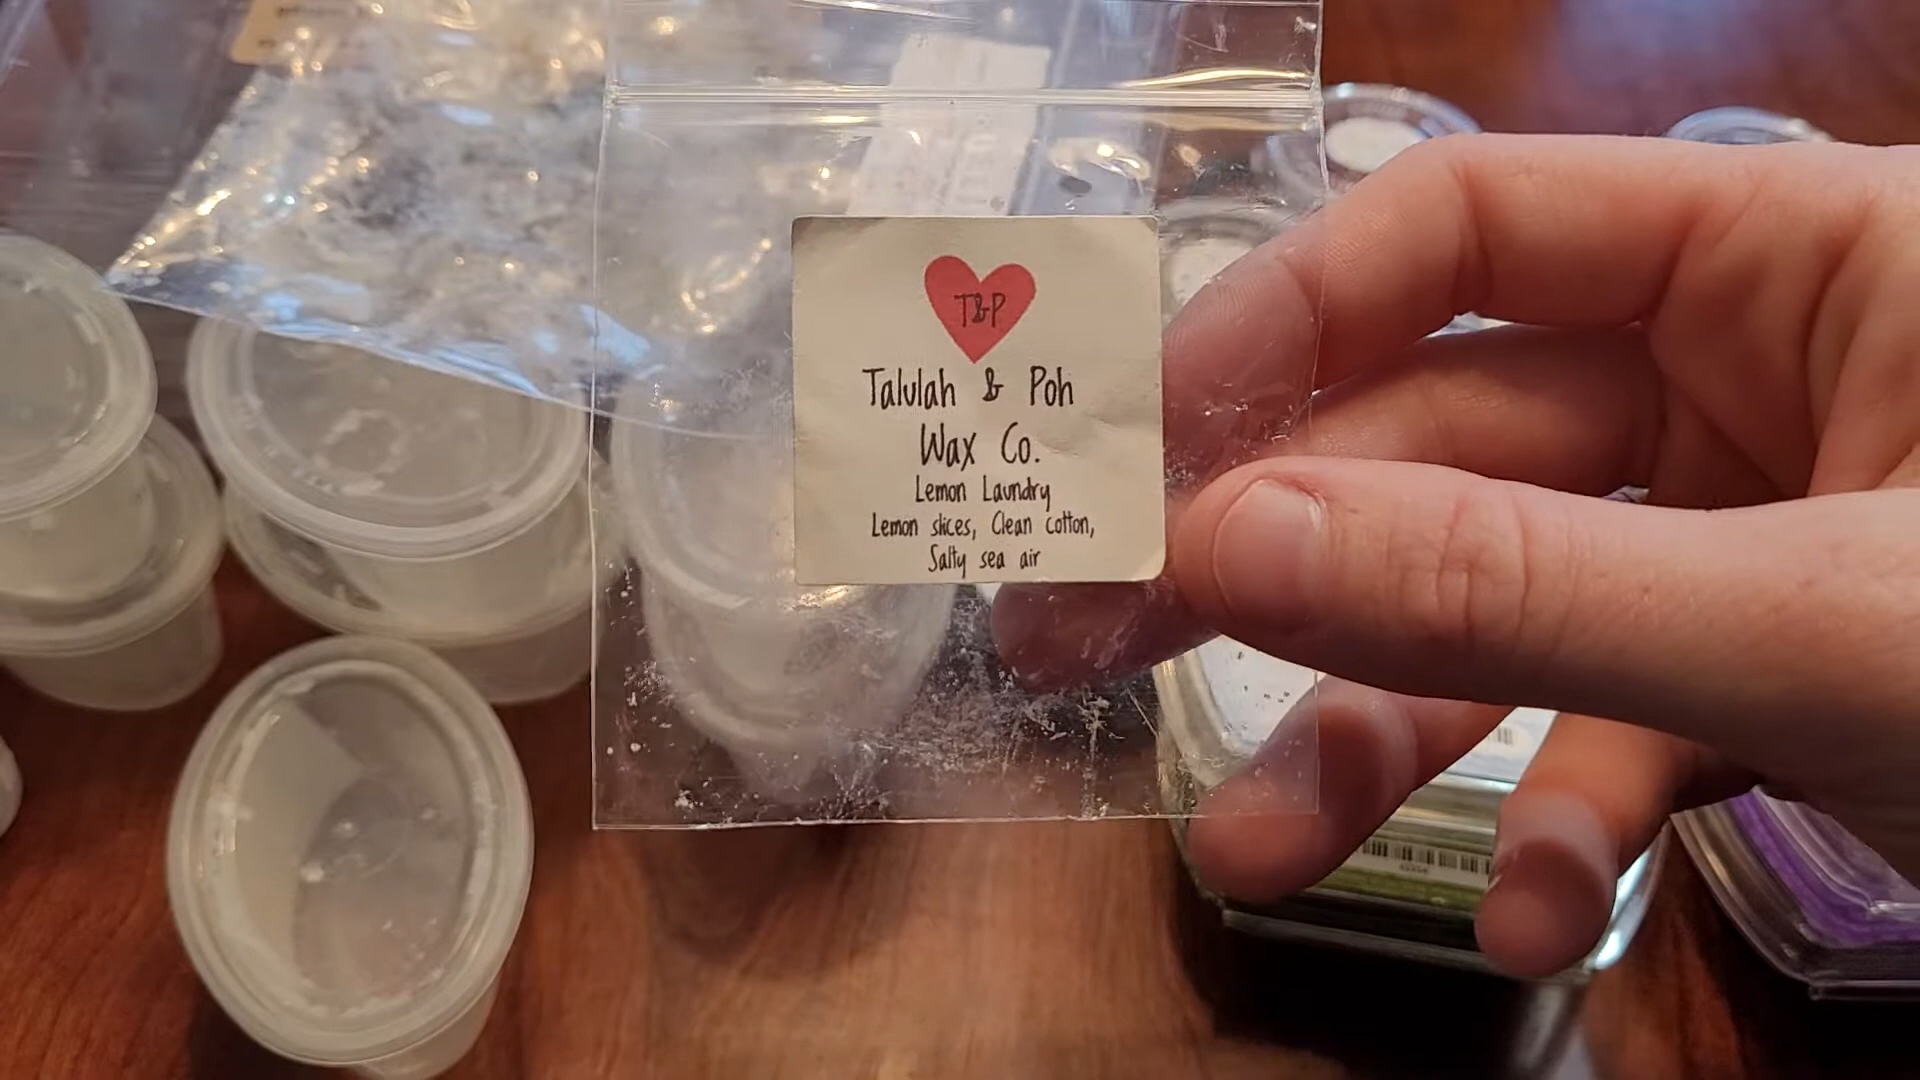 T&P
Talulah & Poh
Wax Co.
Lemon Laundry
Lemon slices, Clean cotton,
Salty sea air